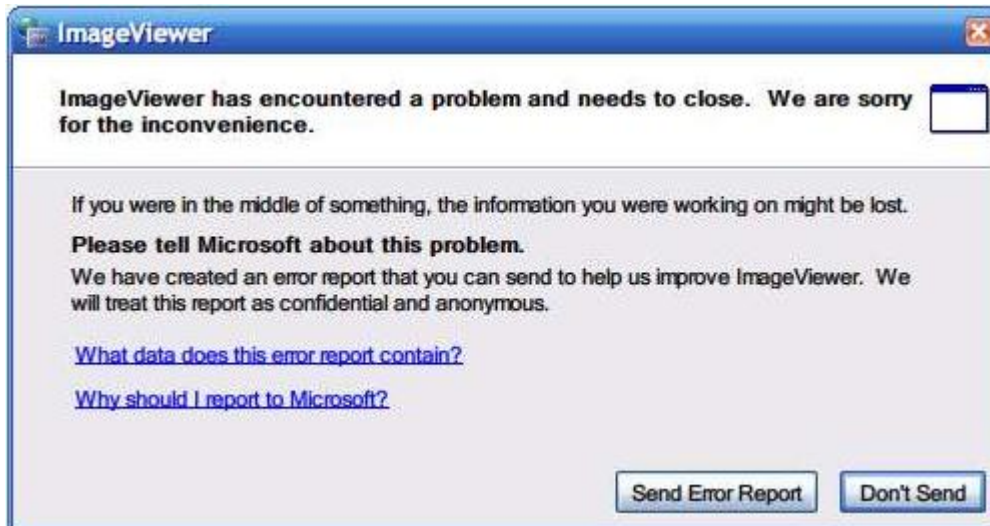 ImageViewer
ImageViewer has encountered a problem and needs to close.  We are sorry
for the inconvenience.
If you were in the middle of something, the information you were working on might be lost.
Please tell Microsoft about this problem.
We have created an error report that you can send to help us improve ImageViewer.  We
will treat this report as confidential and anonymous.
What data does this error report contain?
Why should I report to Microsoft?
Send Error Report
Don't Send